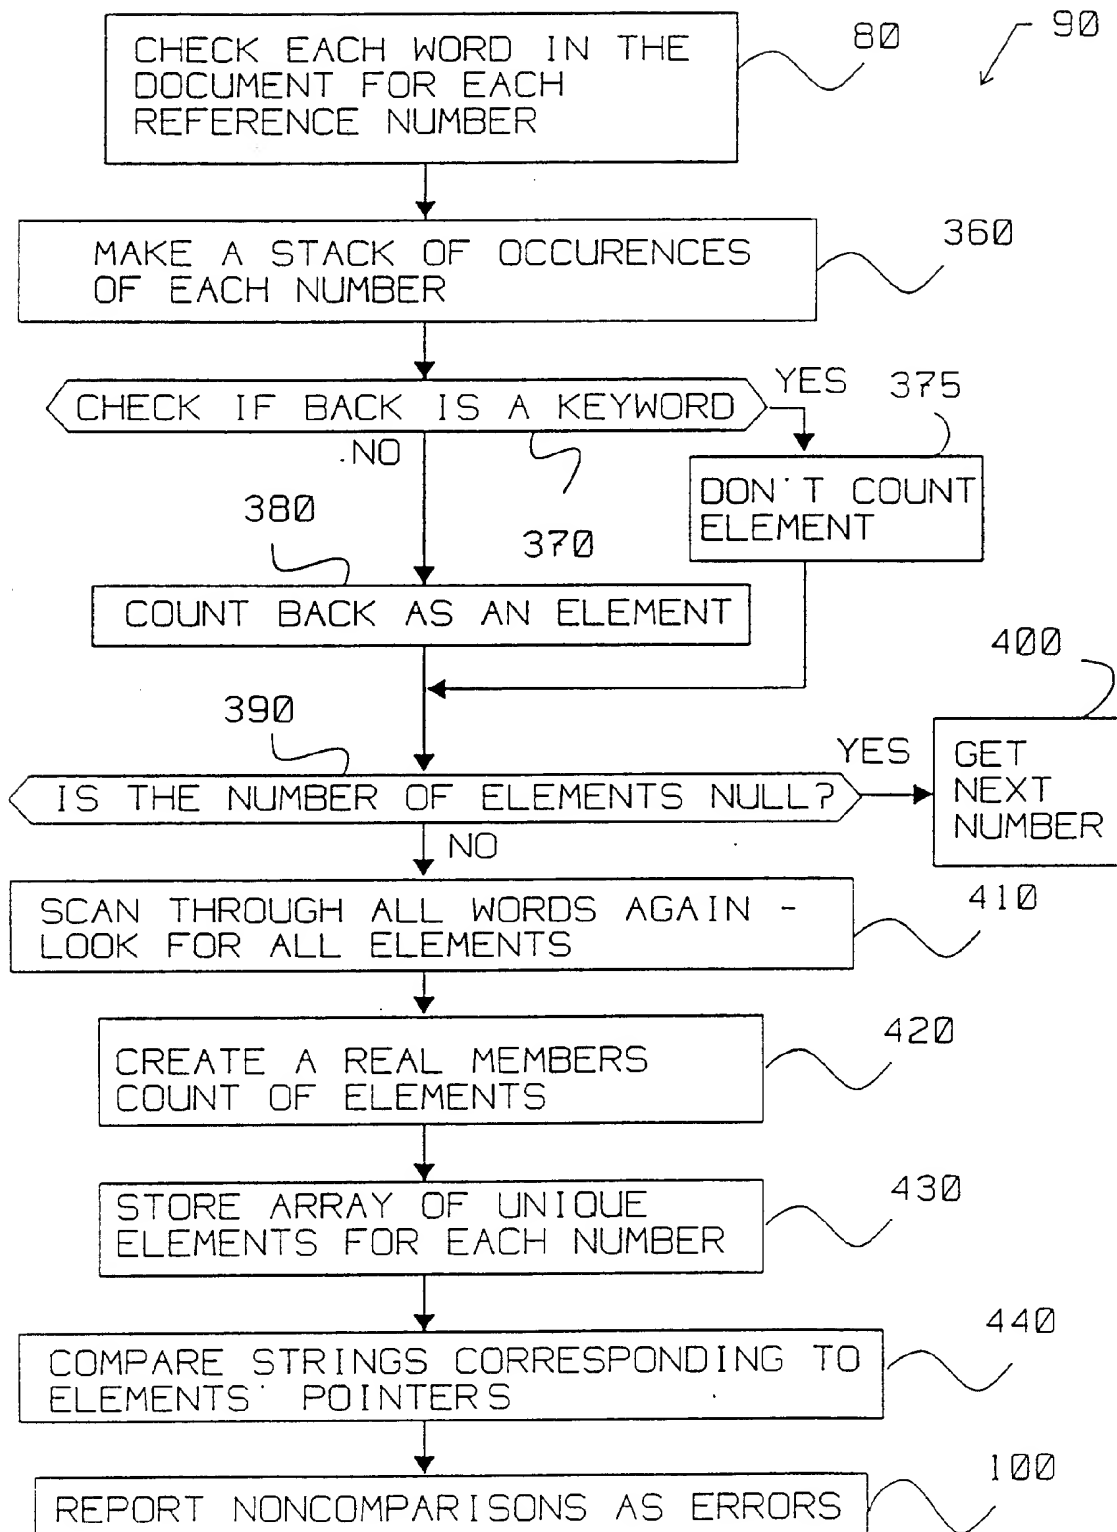 CHECK EACH WORD IN THE
DOCUMENT FOR EACH
REFERENCE NUMBER
80
90
MAKE A STACK OF OCCURENCES
OF EACH NUMBER
360
CHECK IF BACK IS A KEYWORD
YES
375
NO
DON'T COUNT
ELEMENT
380
370
COUNT BACK AS AN ELEMENT
400
390
IS THE NUMBER OF ELEMENTS NULL?
YES
GET
NEXT
NUMBER
NO
SCAN THROUGH ALL WORDS AGAIN -
LOOK FOR ALL ELEMENTS
410
CREATE A REAL MEMBERS
COUNT OF ELEMENTS
420
STORE ARRAY OF UNIQUE
ELEMENTS FOR EACH NUMBER
430
COMPARE STRINGS CORRESPONDING TO
ELEMENTS' POINTERS
440
REPORT NONCOMPARISONS AS ERRORS
100